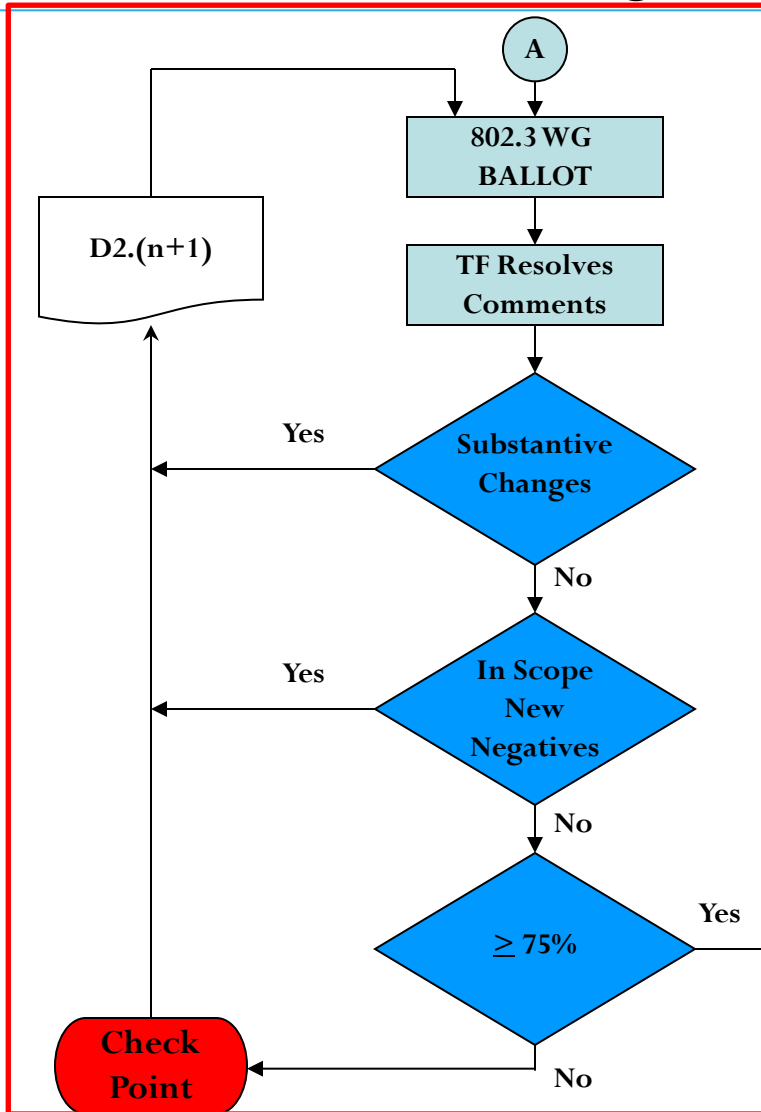 A
802.3 WG
BALLOT
D2.(n+1)
TF Resolves
Comments
Yes
Substantive
Changes
No
Yes
In Scope
New
Negatives
No
Yes
≥ 75%
Check
Point
No